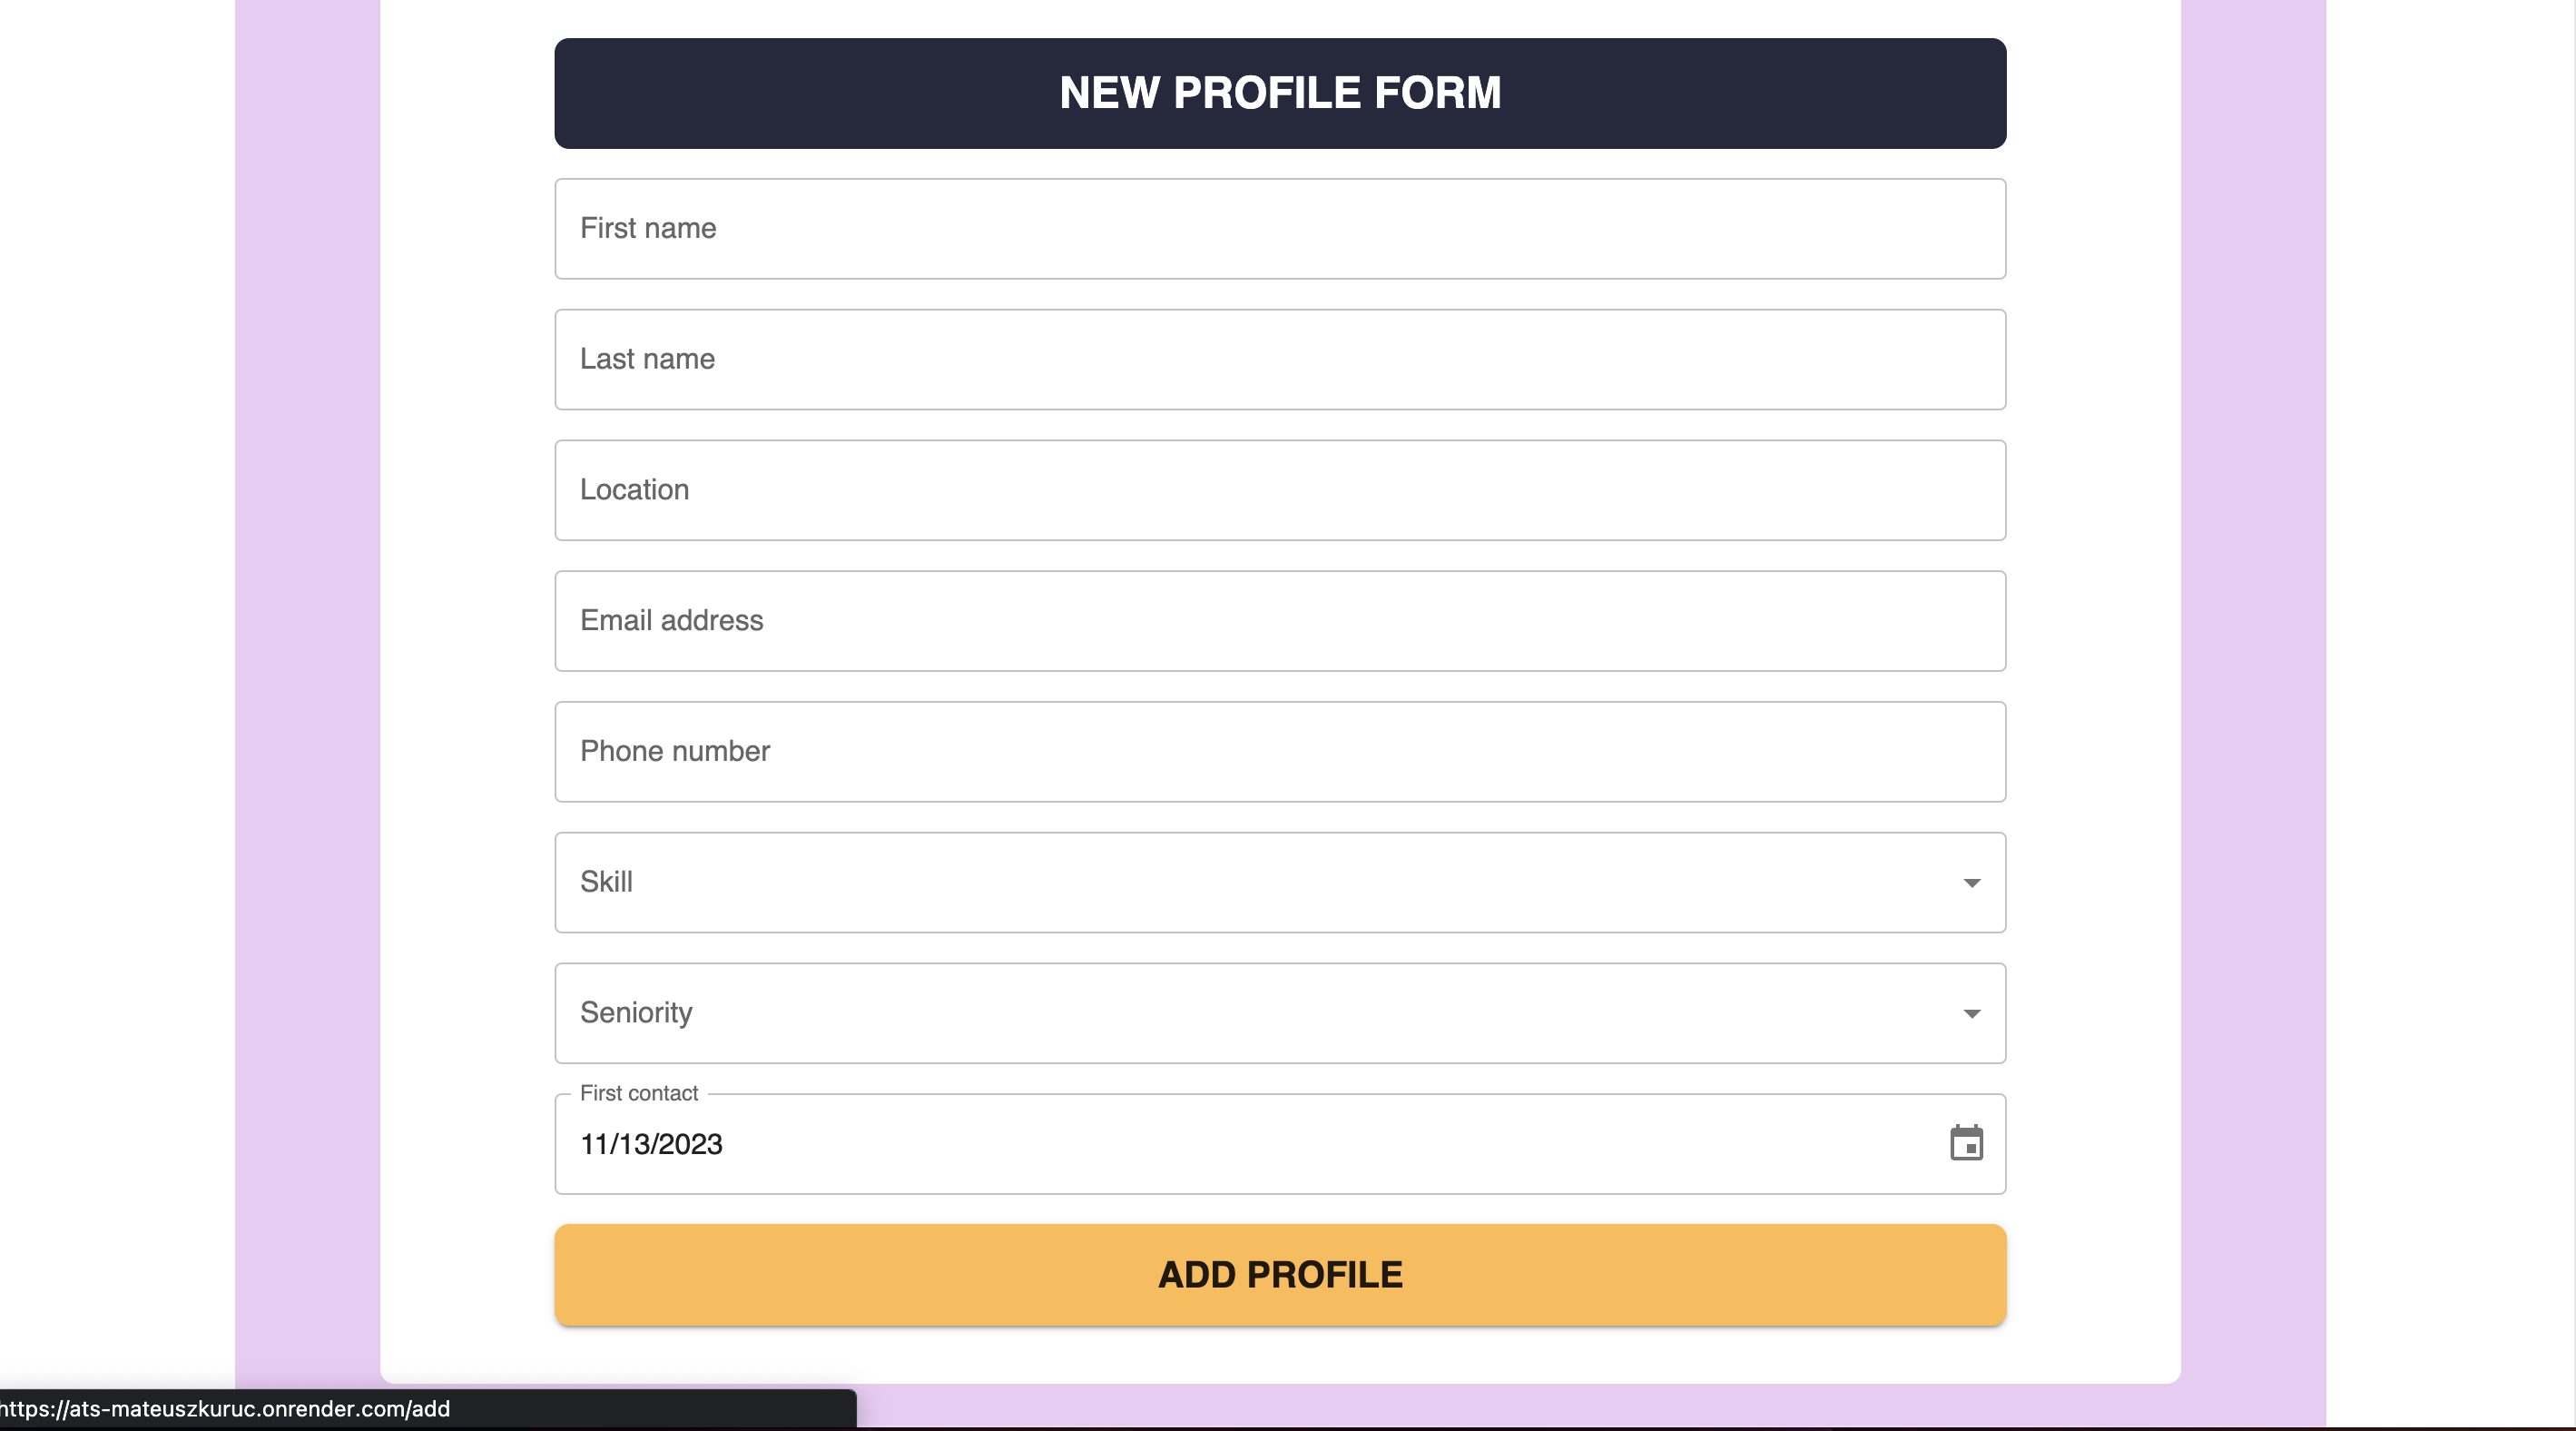 NEW PROFILE FORM
First name
Last name
Location
Email address
Phone number
Skill
Seniority
First contact
11/13/2023
ADD PROFILE
https://ats-mateuszkuruc.onrender.com/add